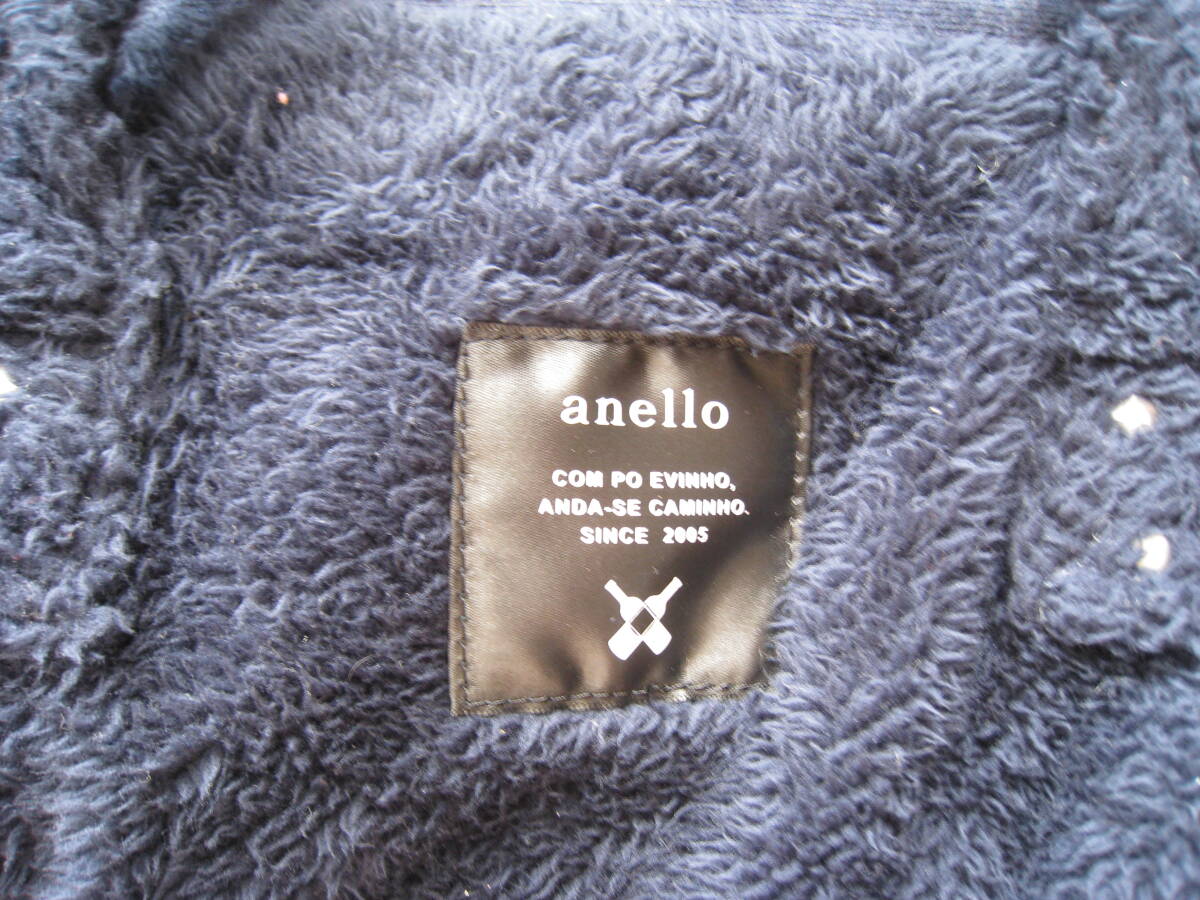 anello
COM PO EVINHO,
ANDA-SE CAMINHO.
SINCE 2005